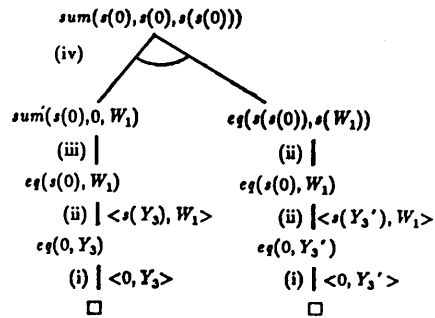 sum(s(0),s(0),s(s(0)))
(iv)
sum(s(0),0,W₁) eq(s(s(0)),s(W₁))
(iii) (ii)
eq(s(0),W₁) eq(s(0),W₁)
(ii) <s(Y₃),W₁> (ii) <s(Y₃'),W₁>
eq(0,Y₃) eq(0,Y₃')
(i) <0,Y₃> (i) <0,Y₃'>